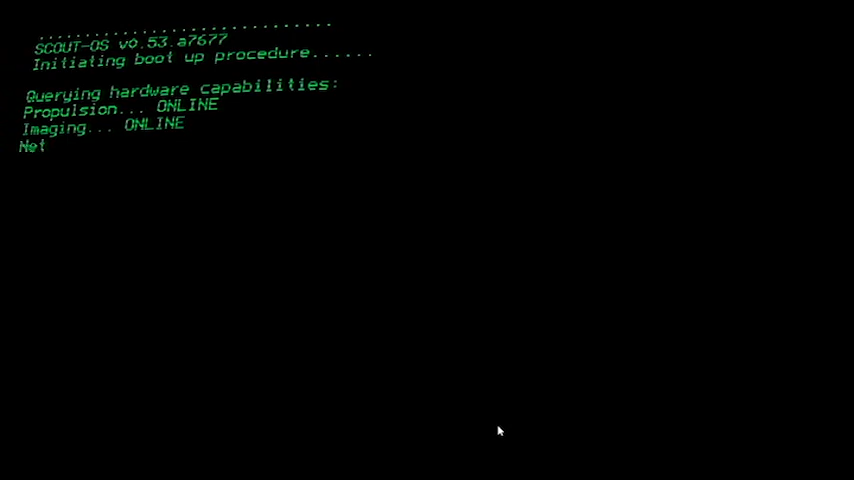 ..............................
SCOUT-OS v0.53.a7677
Initiating boot up procedure......
Querying hardware capabilities:
Propulsion... ONLINE
Imaging... ONLINE
Net